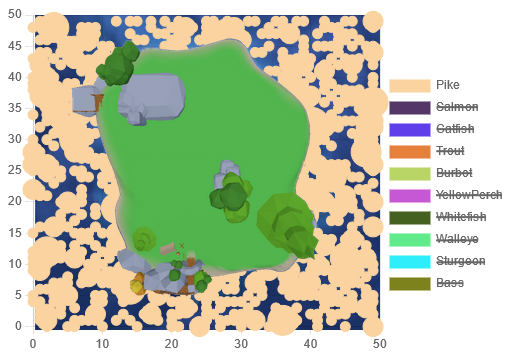 50
45
40
35
30
25
20
15
10
5
0
0 10 20 30 40 50
Pike
Salmon
Catfish
Trout
Burbot
YellowPerch
Whitefish
Walleye
Sturgeon
Bass